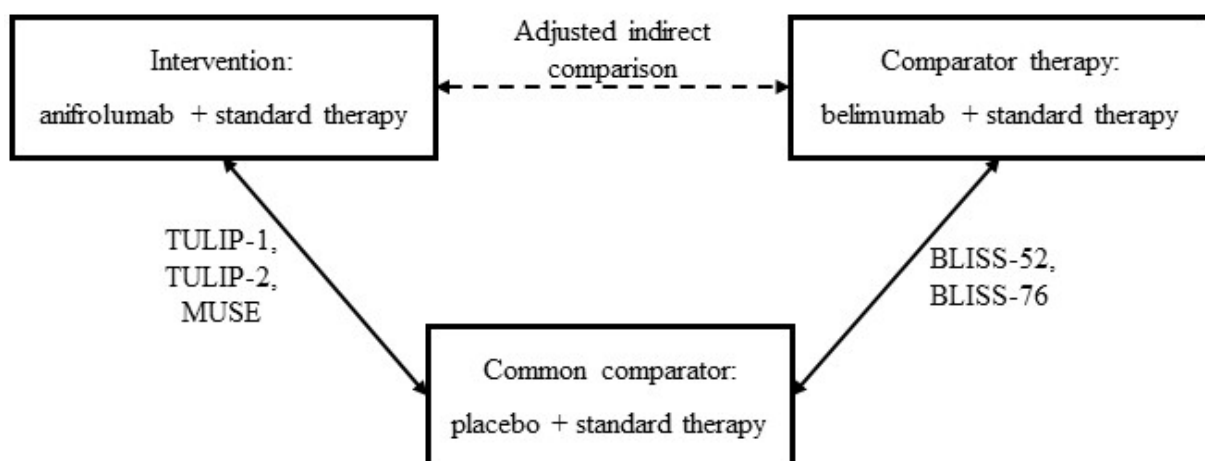 Intervention:
anifrolumab + standard therapy
Adjusted indirect
comparison
Comparator therapy:
belimumab + standard therapy
TULIP-1,
TULIP-2,
MUSE
BLISS-52,
BLISS-76
Common comparator:
placebo + standard therapy